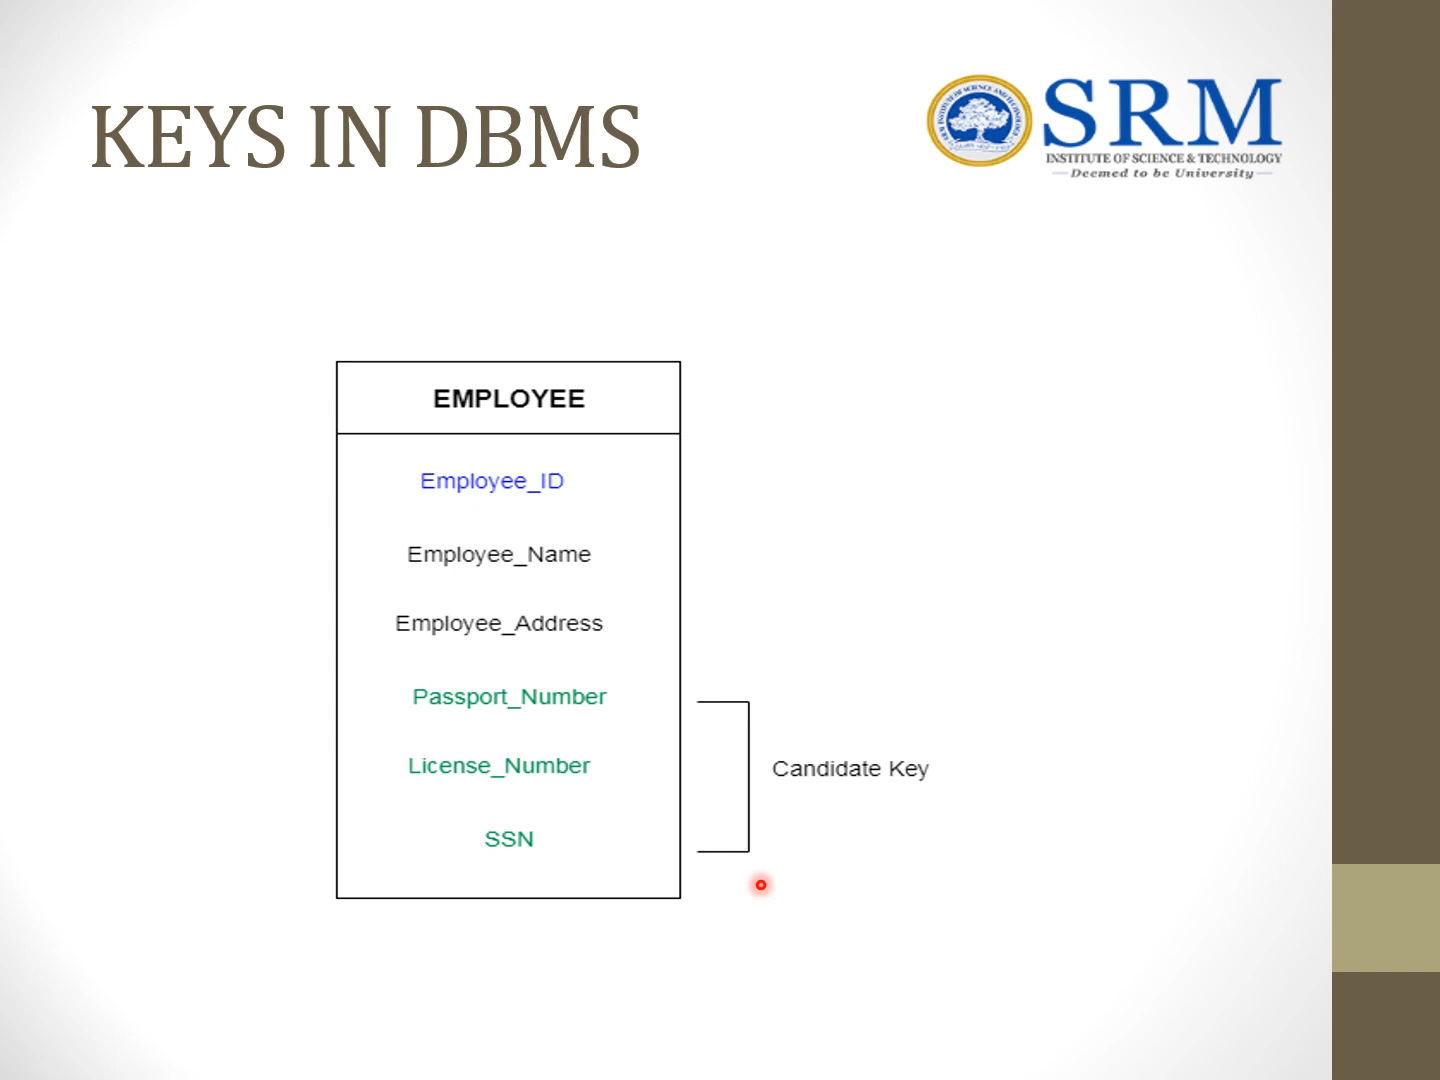 KEYS IN DBMS
SRM
INSTITUTE OF SCIENCE & TECHNOLOGY
Deemed to be University
EMPLOYEE
Employee_ID
Employee_Name
Employee_Address
Passport_Number
License_Number
SSN
Candidate Key